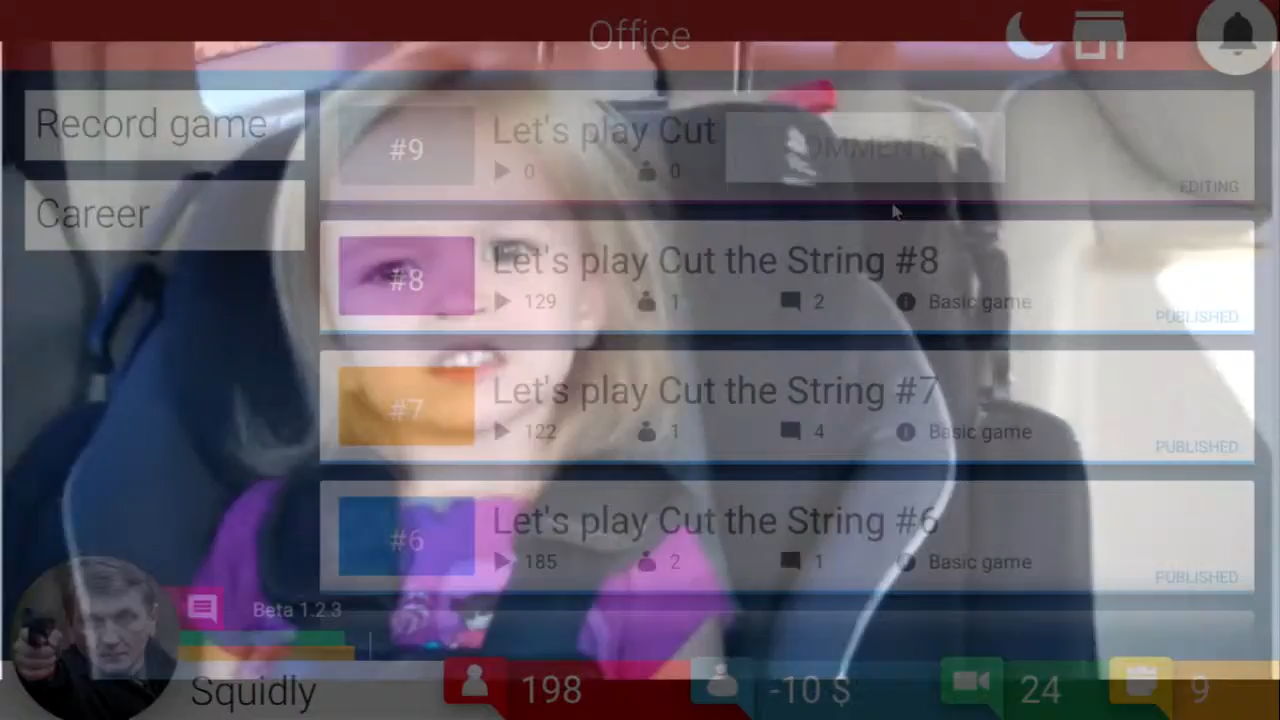 Office
Record game
Career
#9
Let's play Cut
COMMENTS
0
0
EDITING
#8
Let's play Cut the String #8
129
1
2
Basic game
PUBLISHED
#7
Let's play Cut the String #7
122
1
4
Basic game
PUBLISHED
#6
Let's play Cut the String #6
185
2
1
Basic game
PUBLISHED
Beta 1.2.3
Squidly
198
-10 $
24
9